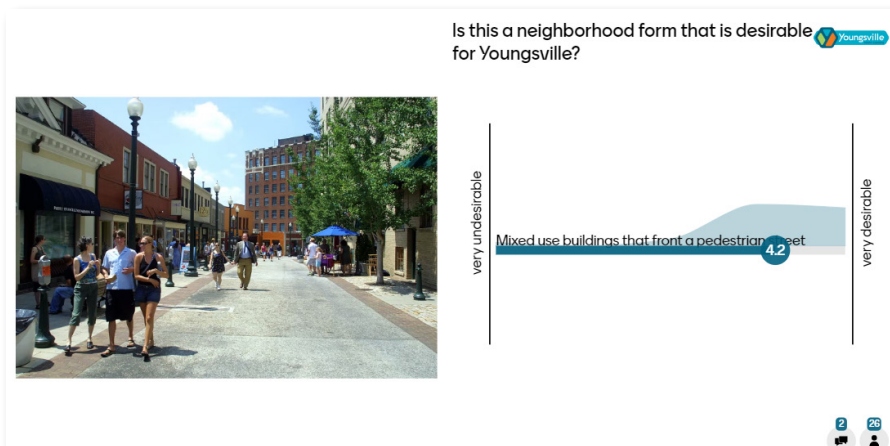 Is this a neighborhood form that is desirable
for Youngsville?
Youngsville
very undesirable
Mixed use buildings that front a pedestrian street
4.2
very desirable
2
26